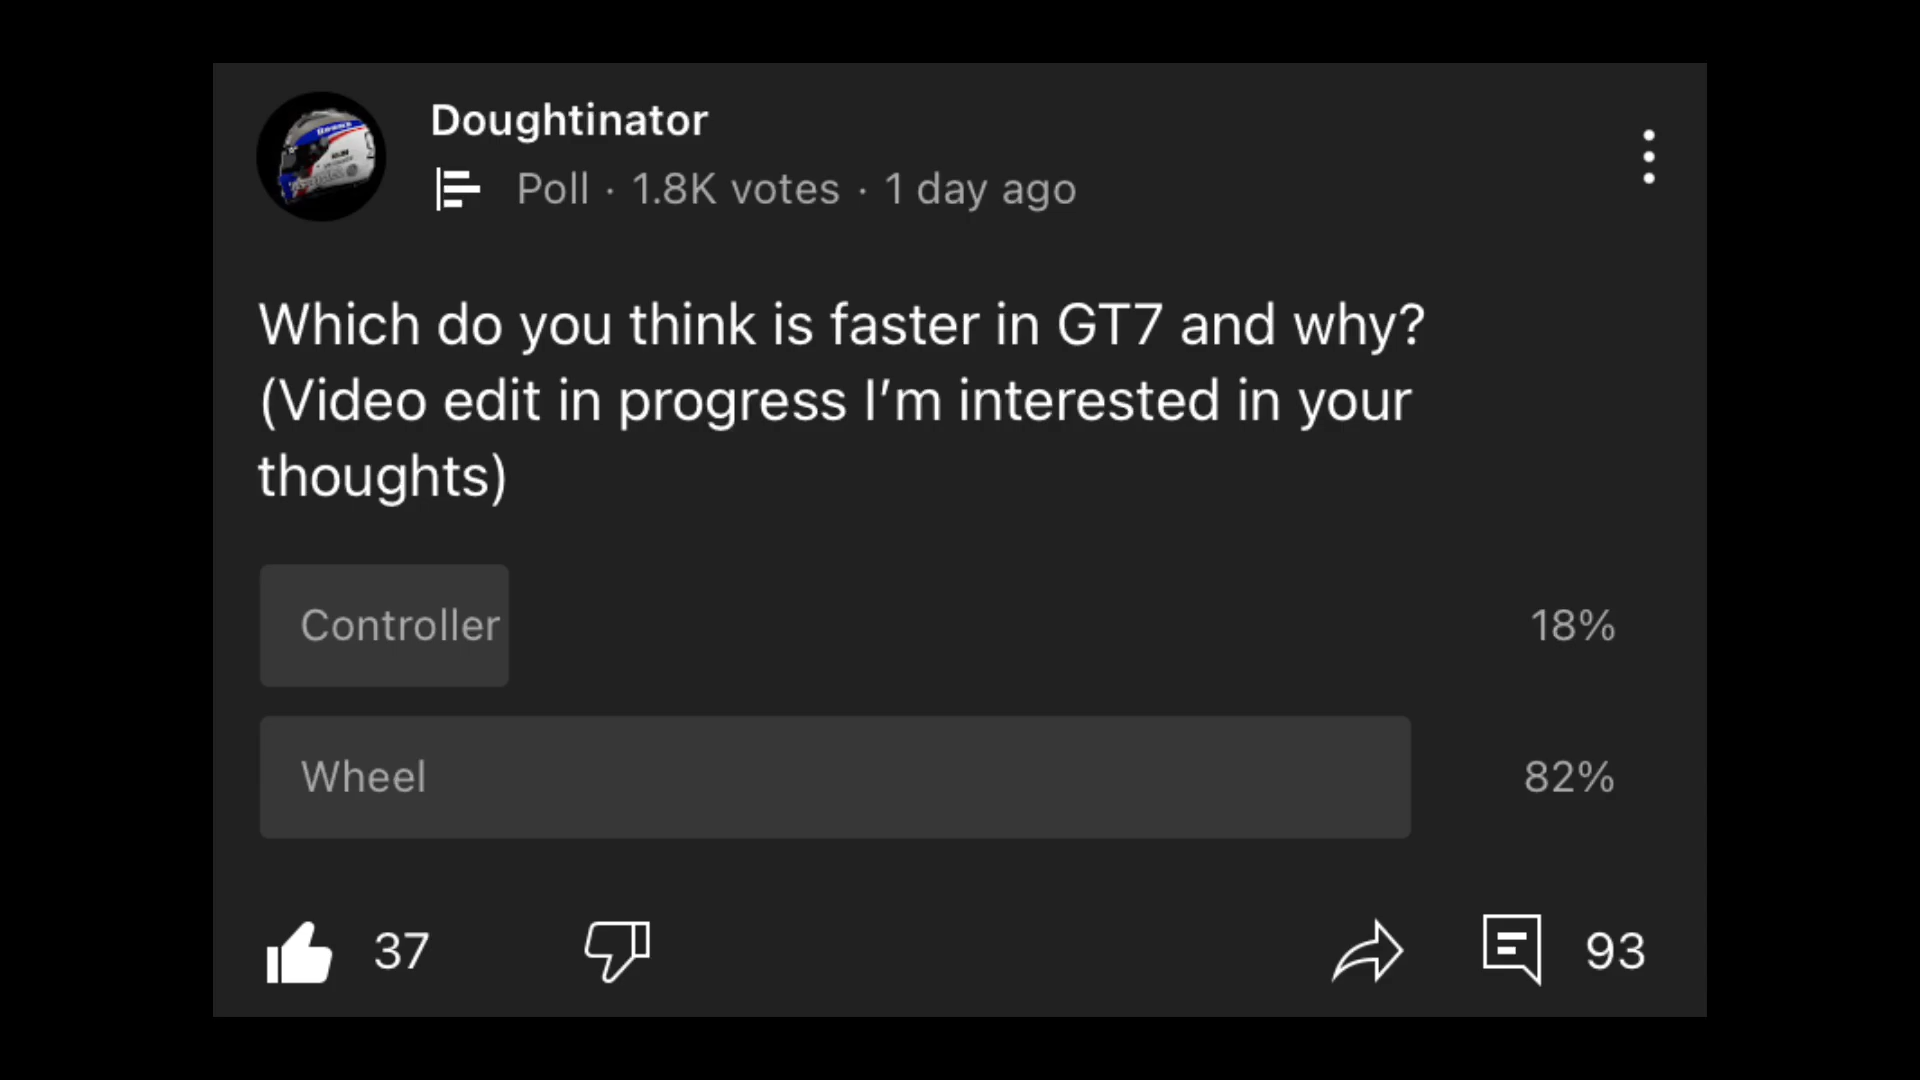 Doughtinator
Poll · 1.8K votes · 1 day ago
Which do you think is faster in GT7 and why?
(Video edit in progress I’m interested in your
thoughts)
Controller 18%
Wheel 82%
37 93